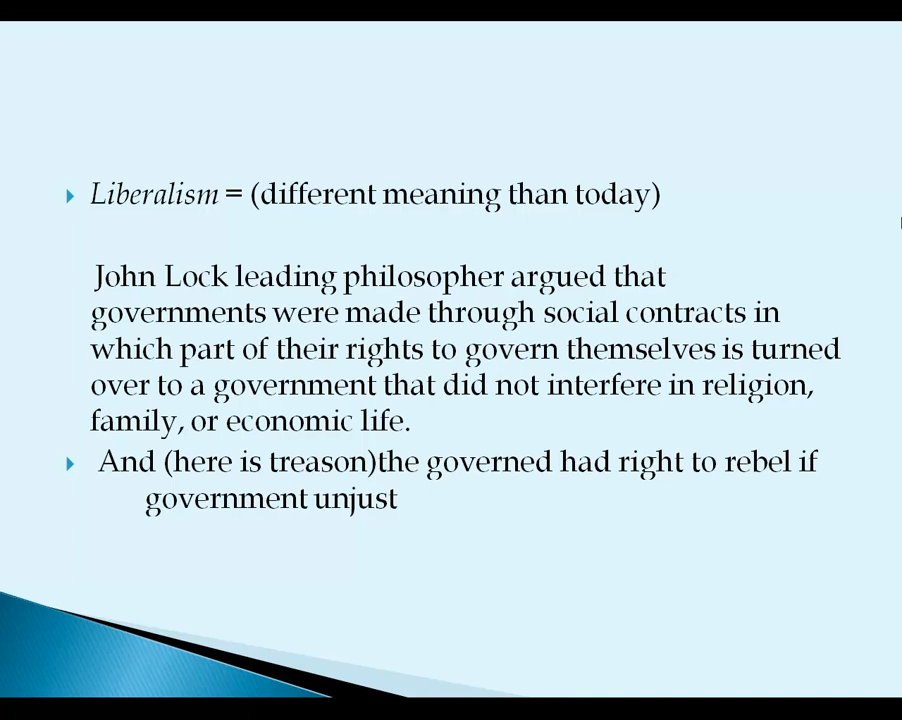 Liberalism = (different meaning than today)
John Lock leading philosopher argued that
governments were made through social contracts in
which part of their rights to govern themselves is turned
over to a government that did not interfere in religion,
family, or economic life.
And (here is treason)the governed had right to rebel if
government unjust